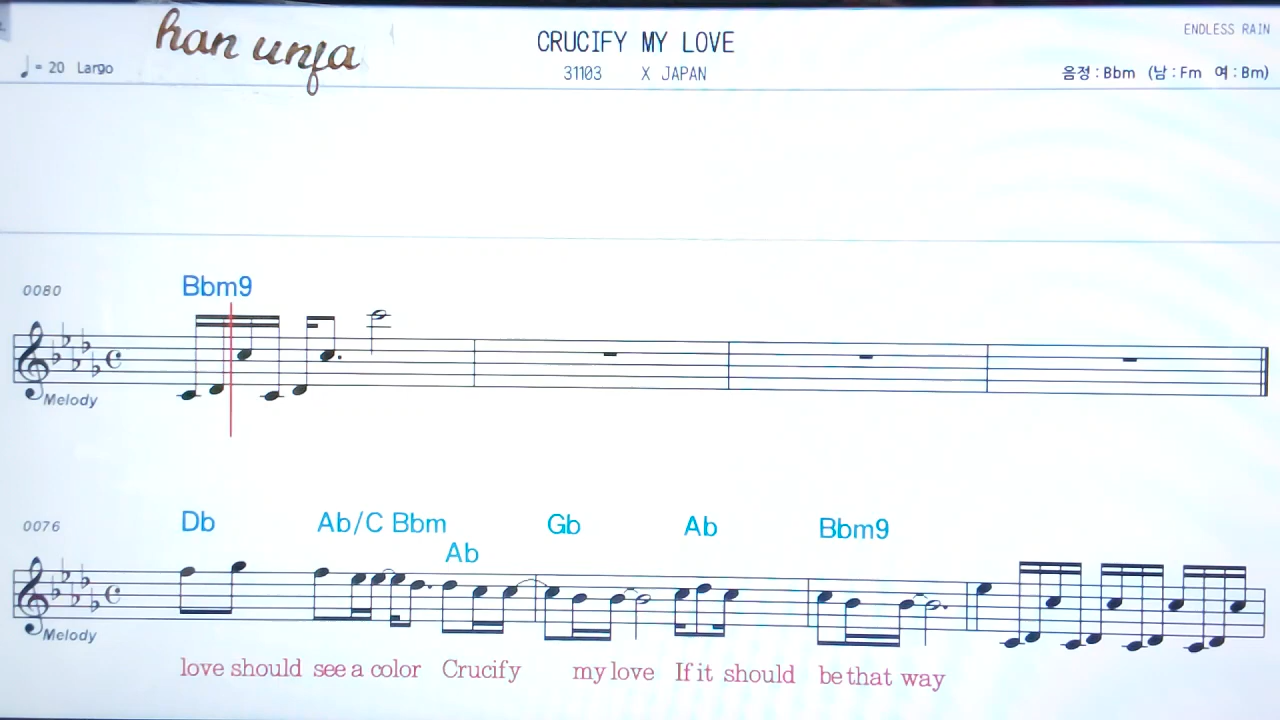 han unfa
CRUCIFY MY LOVE
ENDLESS RAIN
♩= 20 Largo
31103 X JAPAN
음정 : Bbm (남 : Fm 여 : Bm)
0080
Bbm9
Melody
0076
Db Ab/C Bbm Ab Gb Ab Bbm9
Melody
love should see a color Crucify my love If it should be that way